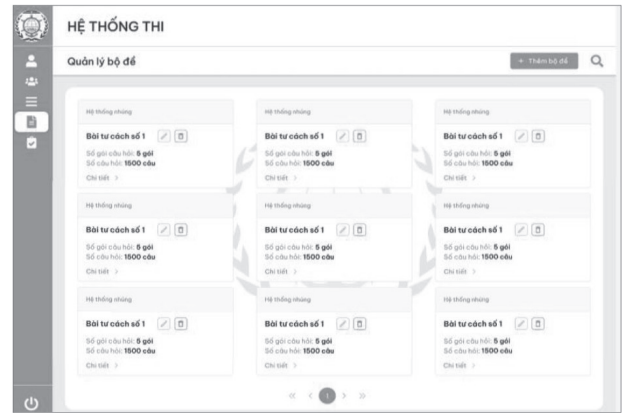 HỆ THỐNG THI
Quản lý bộ đề
+ Thêm bộ đề
Hệ thống nhúng
Hệ thống nhúng
Hệ thống nhúng
Bài tư cách số 1
Bài tư cách số 1
Bài tư cách số 1
Số gói câu hỏi: 5 gói
Số gói câu hỏi: 5 gói
Số gói câu hỏi: 5 gói
Số câu hỏi: 1500 câu
Số câu hỏi: 1500 câu
Số câu hỏi: 1500 câu
Chi tiết >
Chi tiết >
Chi tiết >
Hệ thống nhúng
Hệ thống nhúng
Hệ thống nhúng
Bài tư cách số 1
Bài tư cách số 1
Bài tư cách số 1
Số gói câu hỏi: 5 gói
Số gói câu hỏi: 5 gói
Số gói câu hỏi: 5 gói
Số câu hỏi: 1500 câu
Số câu hỏi: 1500 câu
Số câu hỏi: 1500 câu
Chi tiết >
Chi tiết >
Chi tiết >
Hệ thống nhúng
Hệ thống nhúng
Hệ thống nhúng
Bài tư cách số 1
Bài tư cách số 1
Bài tư cách số 1
Số gói câu hỏi: 5 gói
Số gói câu hỏi: 5 gói
Số gói câu hỏi: 5 gói
Số câu hỏi: 1500 câu
Số câu hỏi: 1500 câu
Số câu hỏi: 1500 câu
Chi tiết >
Chi tiết >
Chi tiết >
« < 1 > »